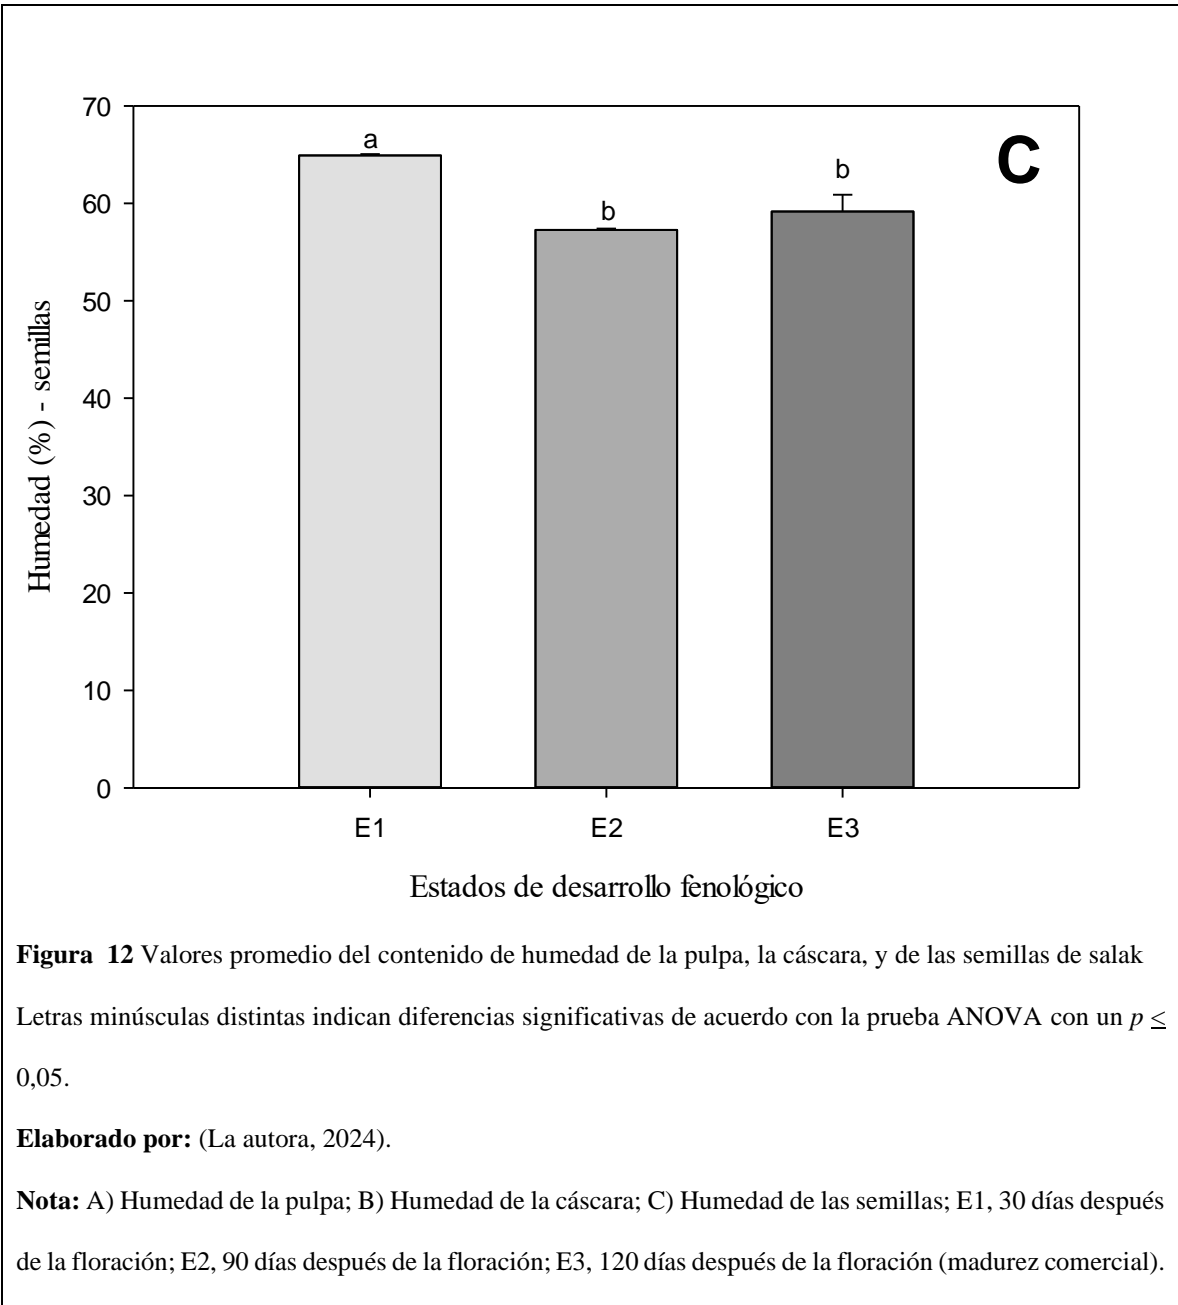 70
a
C
b
60
b
50
40
30
20
10
0
Humedad (%) - semillas
E1 E2 E3
Estados de desarrollo fenológico
Figura 12 Valores promedio del contenido de humedad de la pulpa, la cáscara, y de las semillas de salak
Letras minúsculas distintas indican diferencias significativas de acuerdo con la prueba ANOVA con un p ≤
0,05.
Elaborado por: (La autora, 2024).
Nota: A) Humedad de la pulpa; B) Humedad de la cáscara; C) Humedad de las semillas; E1, 30 días después
de la floración; E2, 90 días después de la floración; E3, 120 días después de la floración (madurez comercial).